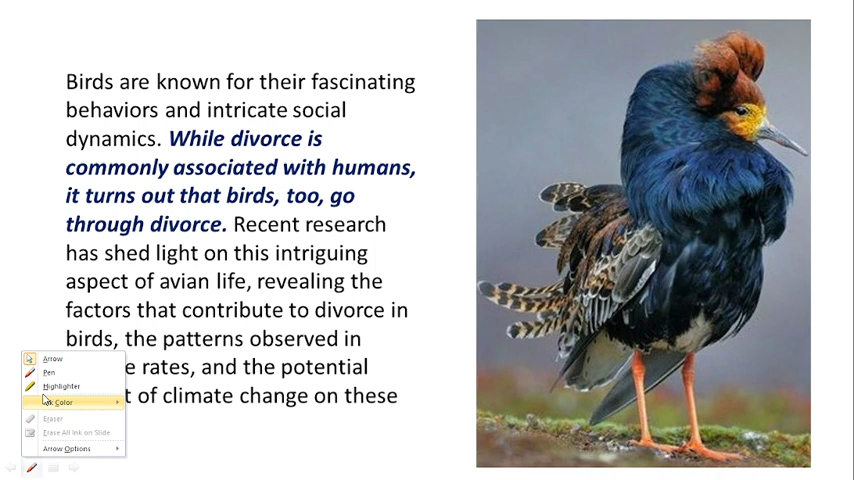 Birds are known for their fascinating
behaviors and intricate social
dynamics. While divorce is
commonly associated with humans,
it turns out that birds, too, go
through divorce. Recent research
has shed light on this intriguing
aspect of avian life, revealing the
factors that contribute to divorce in
birds, the patterns observed in
rates, and the potential
of climate change on these
Arrow
Pen
Highlighter
Color
Eraser
Erase All Ink on Slide
Arrow Options